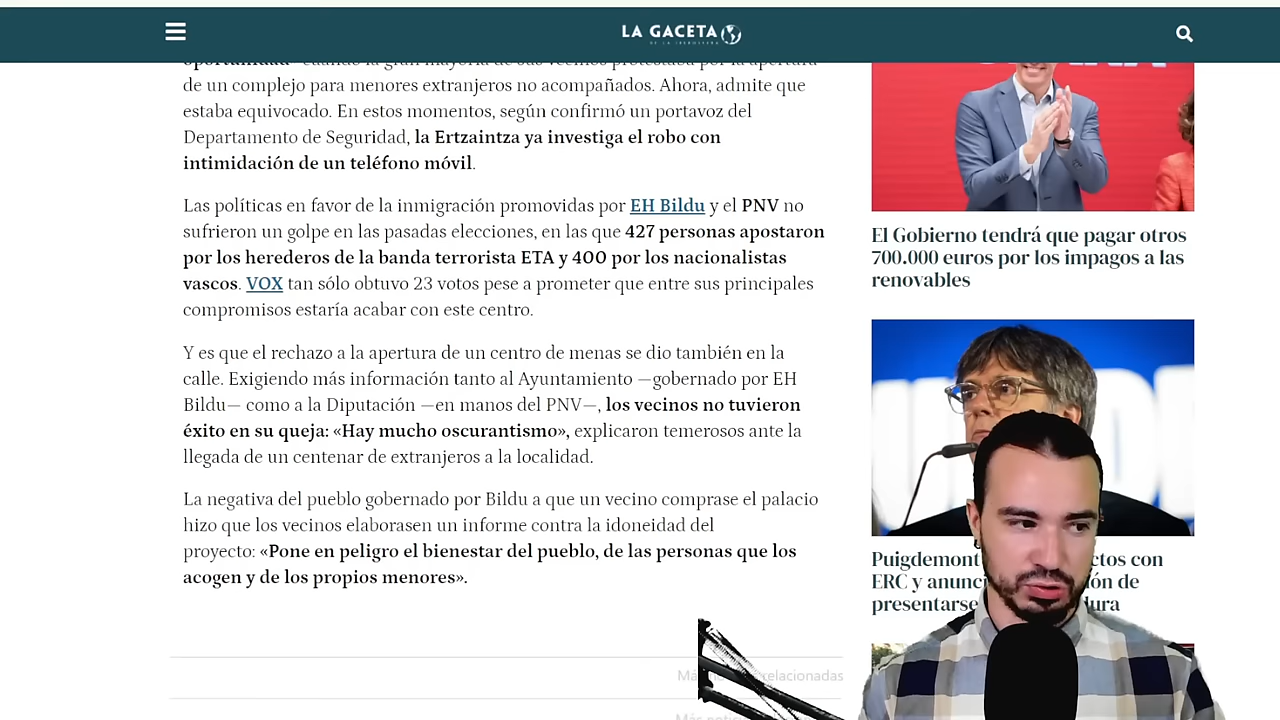 LA GACETA
DE LA IBEROSFERA
de un complejo para menores extranjeros no acompañados. Ahora, admite que
estaba equivocado. En estos momentos, según confirmó un portavoz del
Departamento de Seguridad, la Ertzaintza ya investiga el robo con
intimidación de un teléfono móvil.
Las políticas en favor de la inmigración promovidas por EH Bildu y el PNV no
sufrieron un golpe en las pasadas elecciones, en las que 427 personas apostaron
por los herederos de la banda terrorista ETA y 400 por los nacionalistas
vascos. VOX tan sólo obtuvo 23 votos pese a prometer que entre sus principales
compromisos estaría acabar con este centro.
Y es que el rechazo a la apertura de un centro de menas se dio también en la
calle. Exigiendo más información tanto al Ayuntamiento —gobernado por EH
Bildu— como a la Diputación —en manos del PNV—, los vecinos no tuvieron
éxito en su queja: «Hay mucho oscurantismo», explicaron temerosos ante la
llegada de un centenar de extranjeros a la localidad.
La negativa del pueblo gobernado por Bildu a que un vecino comprase el palacio
hizo que los vecinos elaborasen un informe contra la idoneidad del
proyecto: «Pone en peligro el bienestar del pueblo, de las personas que los
acogen y de los propios menores».
El Gobierno tendrá que pagar otros
700.000 euros por los impagos a las
renovables
Puigdemont con
ERC y de
presentarse